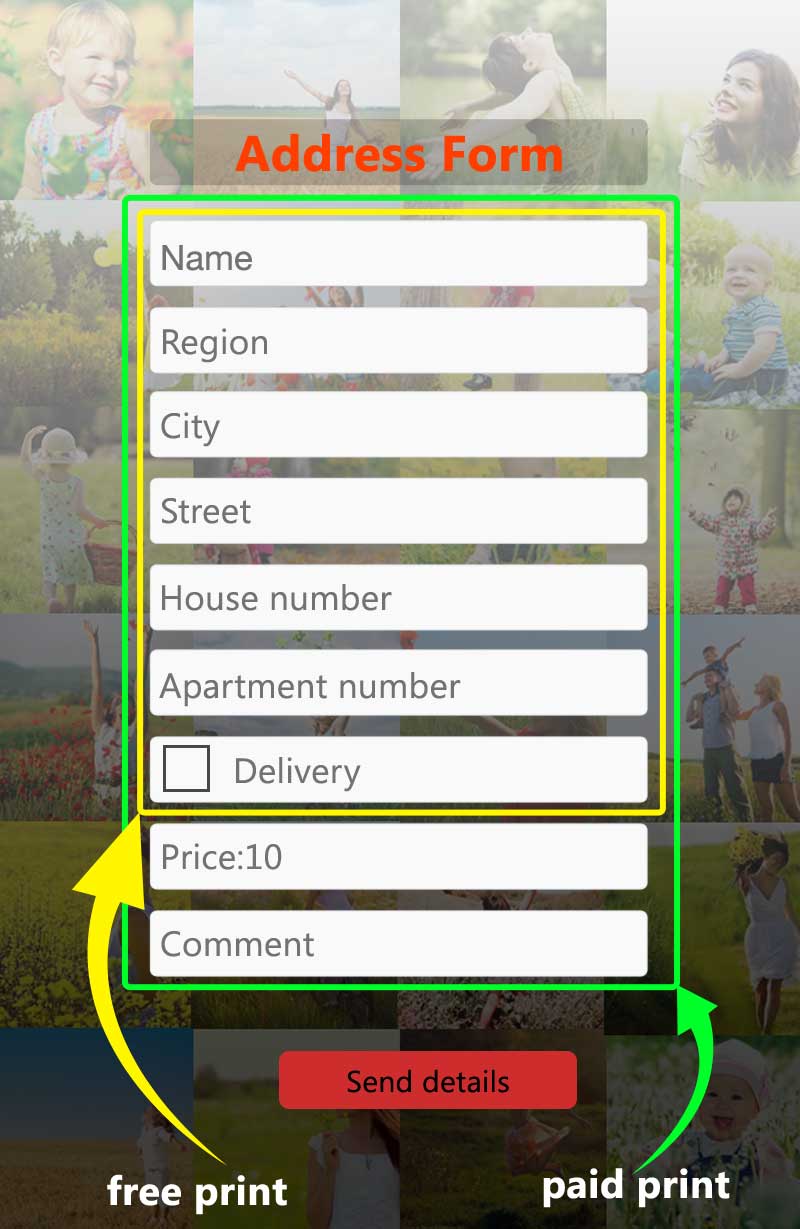 Address Form
Name
Region
City
Street
House number
Apartment number
Delivery
Price:10
Comment
Send details
free print
paid print